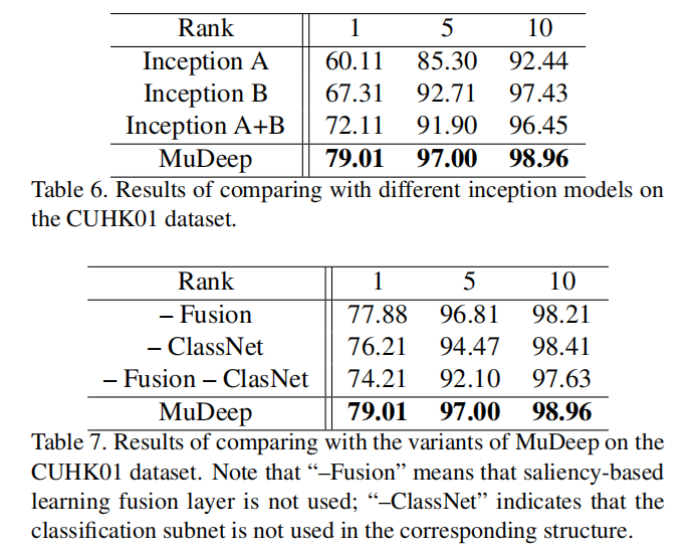 Rank 1 5 10
Inception A 60.11 85.30 92.44
Inception B 67.31 92.71 97.43
Inception A+B 72.11 91.90 96.45
MuDeep 79.01 97.00 98.96
Table 6. Results of comparing with different inception models on
the CUHK01 dataset.
Rank 1 5 10
– Fusion 77.88 96.81 98.21
– ClassNet 76.21 94.47 98.41
– Fusion – ClasNet 74.21 92.10 97.63
MuDeep 79.01 97.00 98.96
Table 7. Results of comparing with the variants of MuDeep on the
CUHK01 dataset. Note that “–Fusion” means that saliency-based
learning fusion layer is not used; “–ClassNet” indicates that the
classification subnet is not used in the corresponding structure.